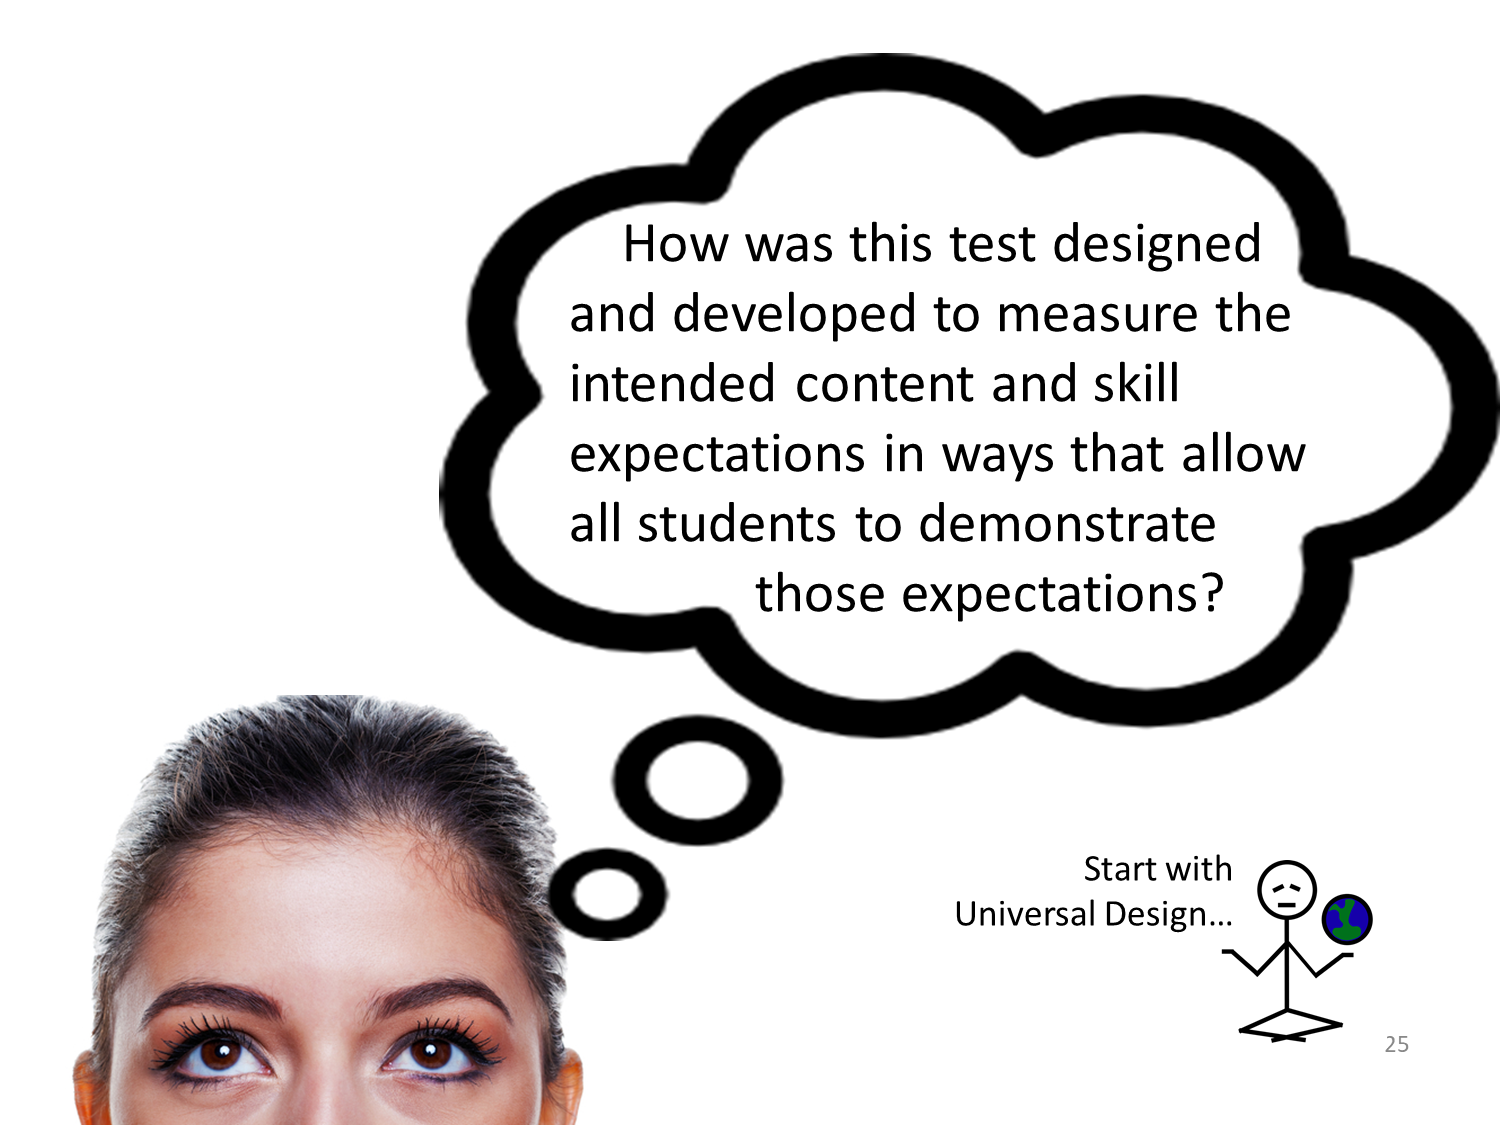 How was this test designed
and developed to measure the
intended content and skill
expectations in ways that allow
all students to demonstrate
those expectations?
Start with
Universal Design…
25